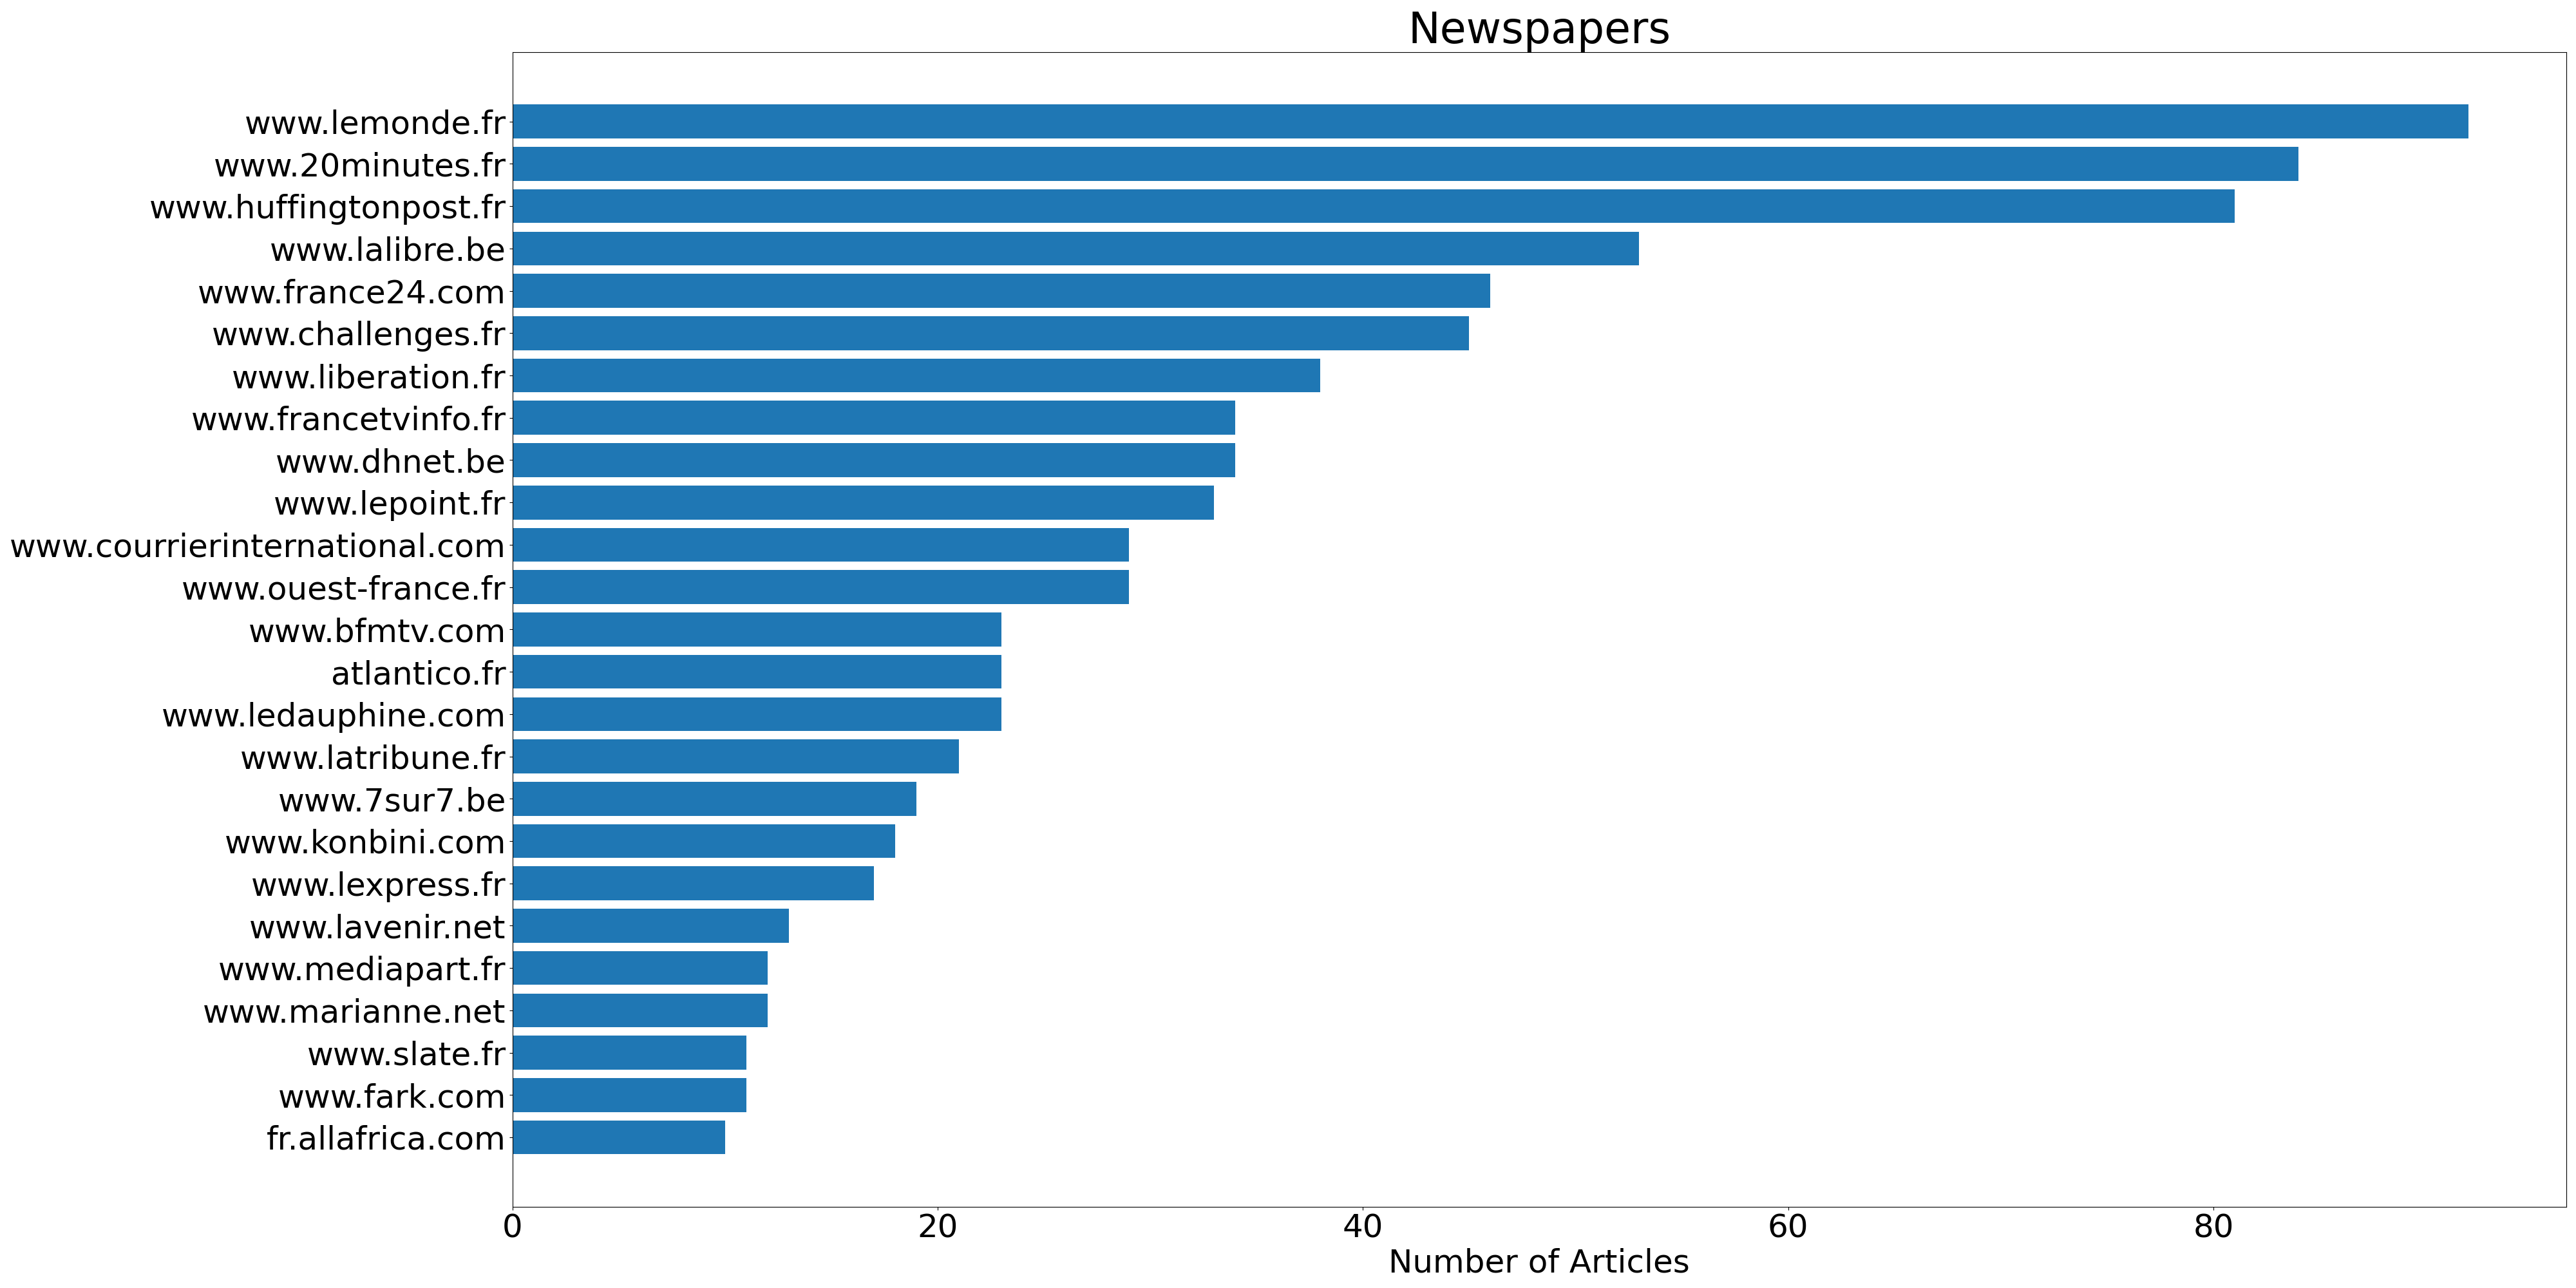 Newspapers
www.lemonde.fr
www.20minutes.fr
www.huffingtonpost.fr
www.lalibre.be
www.france24.com
www.challenges.fr
www.liberation.fr
www.francetvinfo.fr
www.dhnet.be
www.lepoint.fr
www.courrierinternational.com
www.ouest-france.fr
www.bfmtv.com
atlantico.fr
www.ledauphine.com
www.latribune.fr
www.7sur7.be
www.konbini.com
www.lexpress.fr
www.lavenir.net
www.mediapart.fr
www.marianne.net
www.slate.fr
www.fark.com
fr.allafrica.com
0 20 40 60 80
Number of Articles